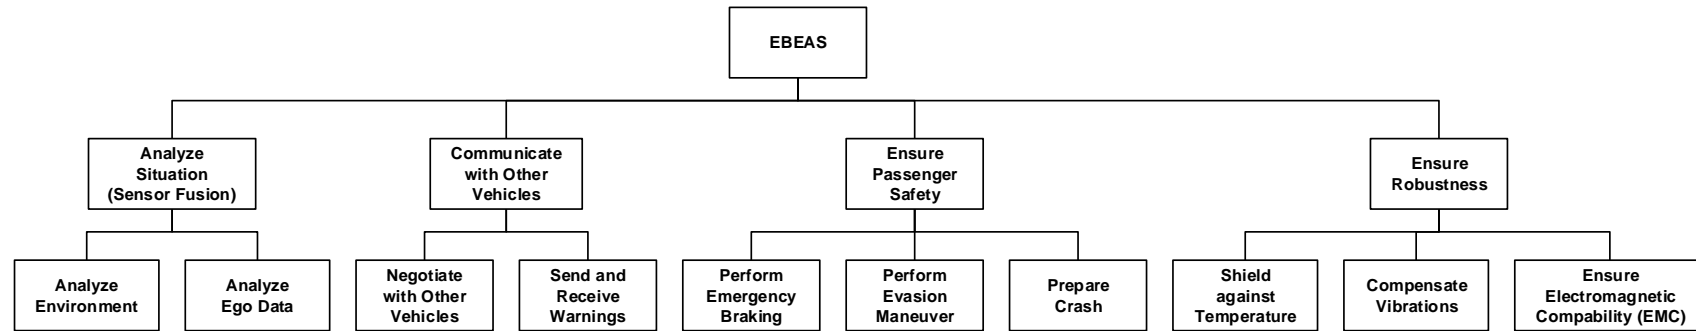 EBEAS
Analyze
Situation
(Sensor Fusion)
Communicate
with Other
Vehicles
Ensure
Passenger
Safety
Ensure
Robustness
Analyze
Environment
Analyze
Ego Data
Negotiate
with Other
Vehicles
Send and
Receive
Warnings
Perform
Emergency
Braking
Perform
Evasion
Maneuver
Prepare
Crash
Shield
against
Temperature
Compensate
Vibrations
Ensure
Electromagnetic
Compability (EMC)